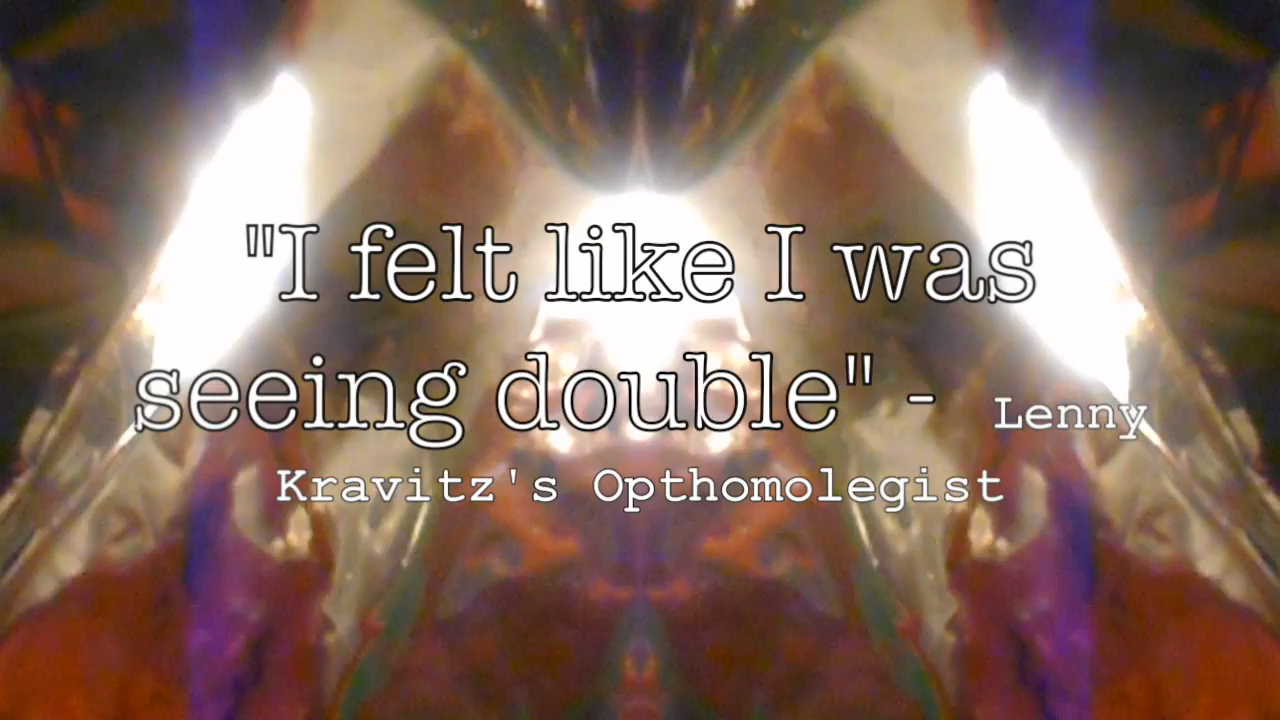 "I felt like I was
seeing double" - Lenny
Kravitz's Opthomolegist